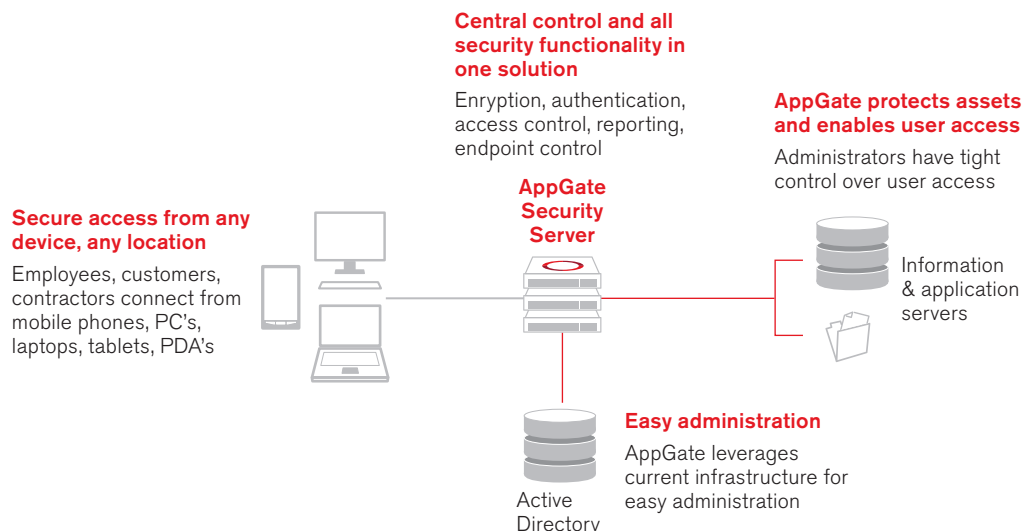 Central control and all
security functionality in
one solution
Enryption, authentication,
access control, reporting,
endpoint control
AppGate protects assets
and enables user access
Administrators have tight
control over user access
AppGate
Security
Server
Secure access from any
device, any location
Employees, customers,
contractors connect from
mobile phones, PC's,
laptops, tablets, PDA's
Information
& application
servers
Easy administration
AppGate leverages
current infrastructure for
easy administration
Active
Directory